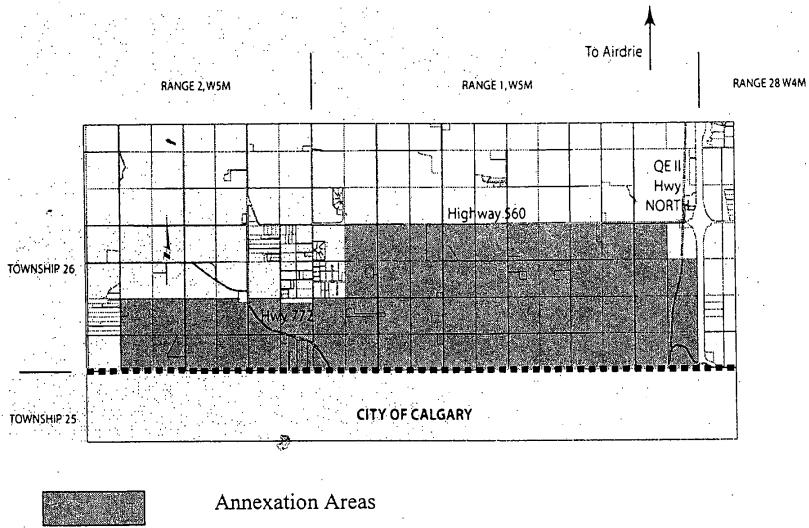 To Airdrie
RANGE 2, W5M
RANGE 1, W5M
RANGE 28 W4M
QE II
Hwy
NORTH
Highway 560
TOWNSHIP 26
Hwy 772
TOWNSHIP 25
CITY OF CALGARY
Annexation Areas